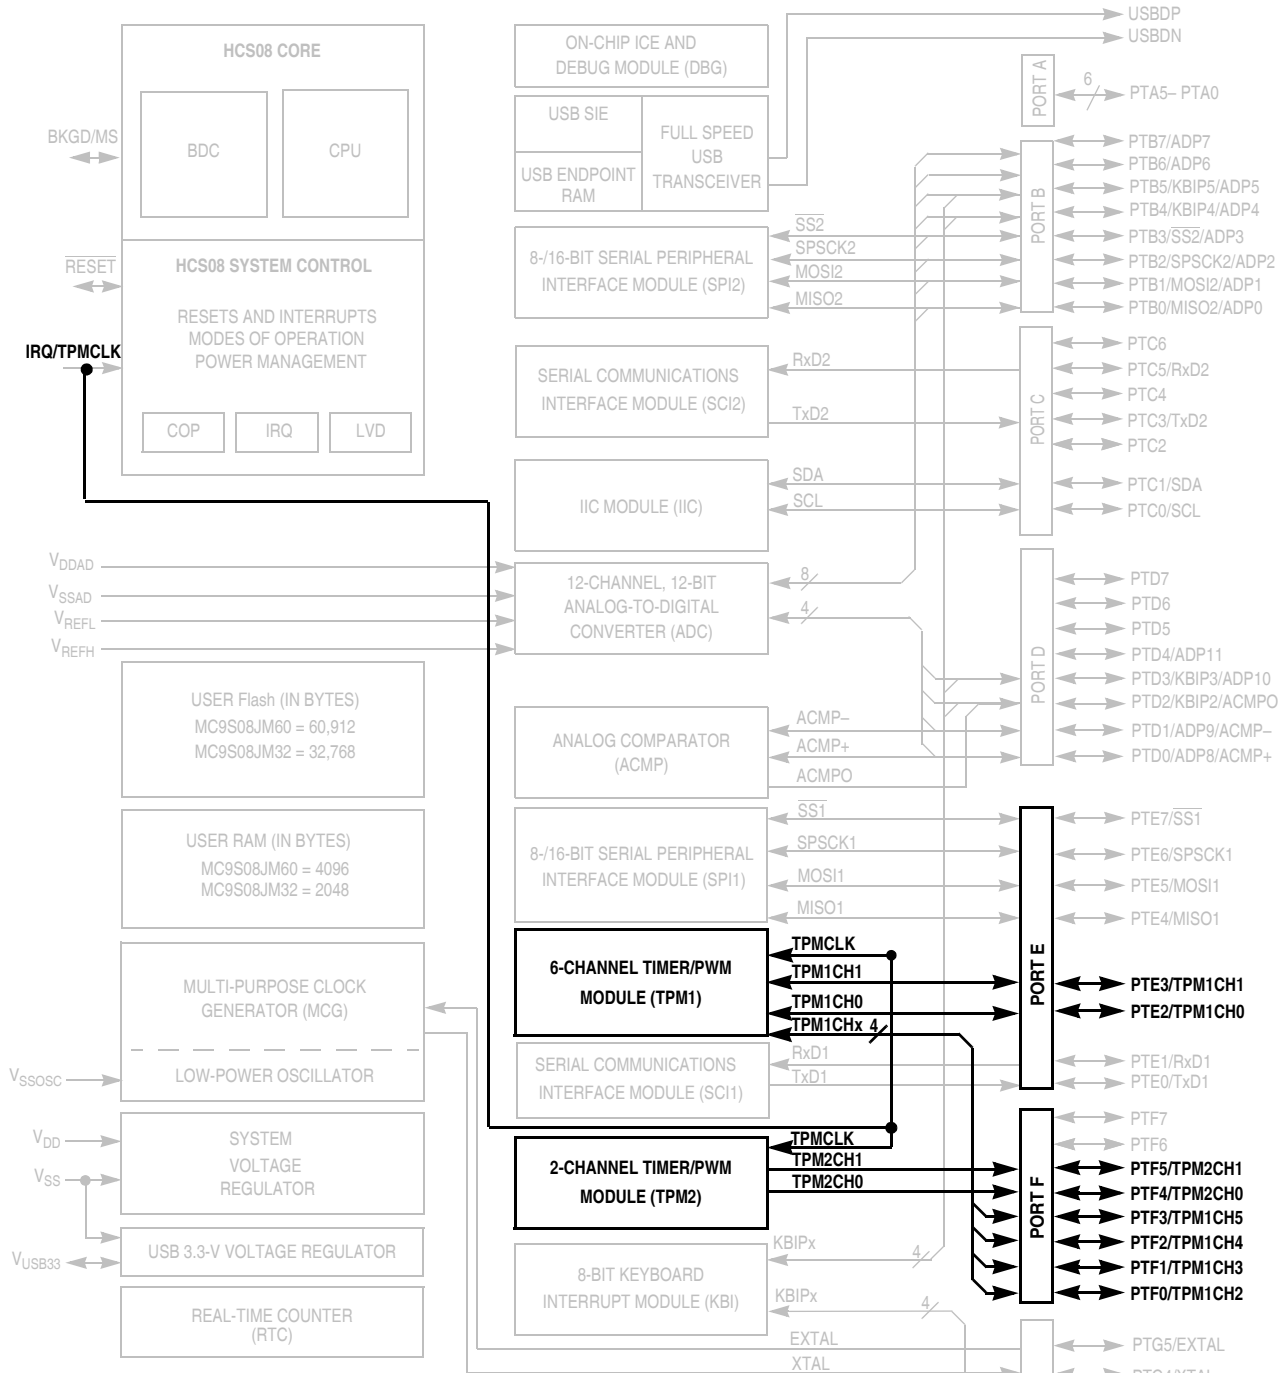 HCS08 CORE
BDC
CPU
BKGD/MS
RESET
HCS08 SYSTEM CONTROL
RESETS AND INTERRUPTS
MODES OF OPERATION
POWER MANAGEMENT
IRQ/TPMCLK
COP
IRQ
LVD
VDDAD
VSSAD
VREFL
VREFH
USER Flash (IN BYTES)
MC9S08JM60 = 60,912
MC9S08JM32 = 32,768
USER RAM (IN BYTES)
MC9S08JM60 = 4096
MC9S08JM32 = 2048
MULTI-PURPOSE CLOCK
GENERATOR (MCG)
LOW-POWER OSCILLATOR
VSSOSC
VDD
VSS
SYSTEM
VOLTAGE
REGULATOR
VUSB33
USB 3.3-V VOLTAGE REGULATOR
REAL-TIME COUNTER
(RTC)
ON-CHIP ICE AND
DEBUG MODULE (DBG)
USB SIE
USB ENDPOINT
RAM
FULL SPEED
USB
TRANSCEIVER
8-/16-BIT SERIAL PERIPHERAL
INTERFACE MODULE (SPI2)
SS2
SPSCK2
MOSI2
MISO2
SERIAL COMMUNICATIONS
INTERFACE MODULE (SCI2)
RxD2
TxD2
IIC MODULE (IIC)
SDA
SCL
12-CHANNEL, 12-BIT
ANALOG-TO-DIGITAL
CONVERTER (ADC)
8
4
ANALOG COMPARATOR
(ACMP)
ACMP–
ACMP+
ACMPO
8-/16-BIT SERIAL PERIPHERAL
INTERFACE MODULE (SPI1)
SS1
SPSCK1
MOSI1
MISO1
6-CHANNEL TIMER/PWM
MODULE (TPM1)
TPMCLK
TPM1CH1
TPM1CH0
TPM1CHx 4
SERIAL COMMUNICATIONS
INTERFACE MODULE (SCI1)
RxD1
TxD1
2-CHANNEL TIMER/PWM
MODULE (TPM2)
TPMCLK
TPM2CH1
TPM2CH0
8-BIT KEYBOARD
INTERRUPT MODULE (KBI)
KBIPx
4
KBIPx
4
EXTAL
XTAL
USBDP
USBDN
PORT A
6
PTA5– PTA0
PORT B
PTB7/ADP7
PTB6/ADP6
PTB5/KBIP5/ADP5
PTB4/KBIP4/ADP4
PTB3/SS2/ADP3
PTB2/SPSCK2/ADP2
PTB1/MOSI2/ADP1
PTB0/MISO2/ADP0
PORT C
PTC6
PTC5/RxD2
PTC4
PTC3/TxD2
PTC2
PTC1/SDA
PTC0/SCL
PORT D
PTD7
PTD6
PTD5
PTD4/ADP11
PTD3/KBIP3/ADP10
PTD2/KBIP2/ACMPO
PTD1/ADP9/ACMP–
PTD0/ADP8/ACMP+
PORT E
PTE7/SS1
PTE6/SPSCK1
PTE5/MOSI1
PTE4/MISO1
PTE3/TPM1CH1
PTE2/TPM1CH0
PTE1/RxD1
PTE0/TxD1
PORT F
PTF7
PTF6
PTF5/TPM2CH1
PTF4/TPM2CH0
PTF3/TPM1CH5
PTF2/TPM1CH4
PTF1/TPM1CH3
PTF0/TPM1CH2
PTG5/EXTAL